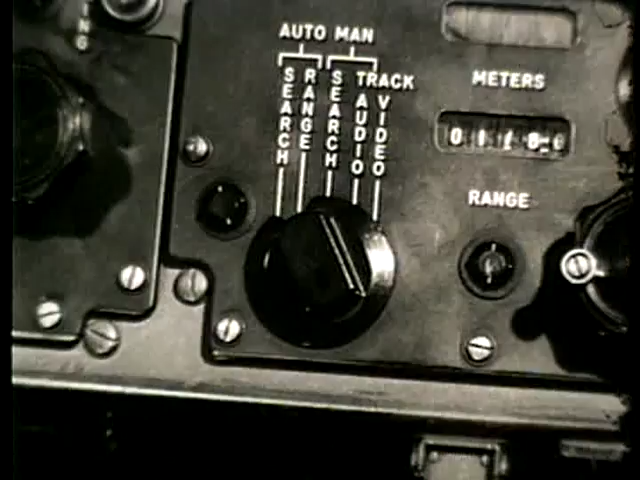 AUTO MAN
SEARCH
RANGE
SEARCH
TRACK
AUDIO
VIDEO
METERS
RANGE